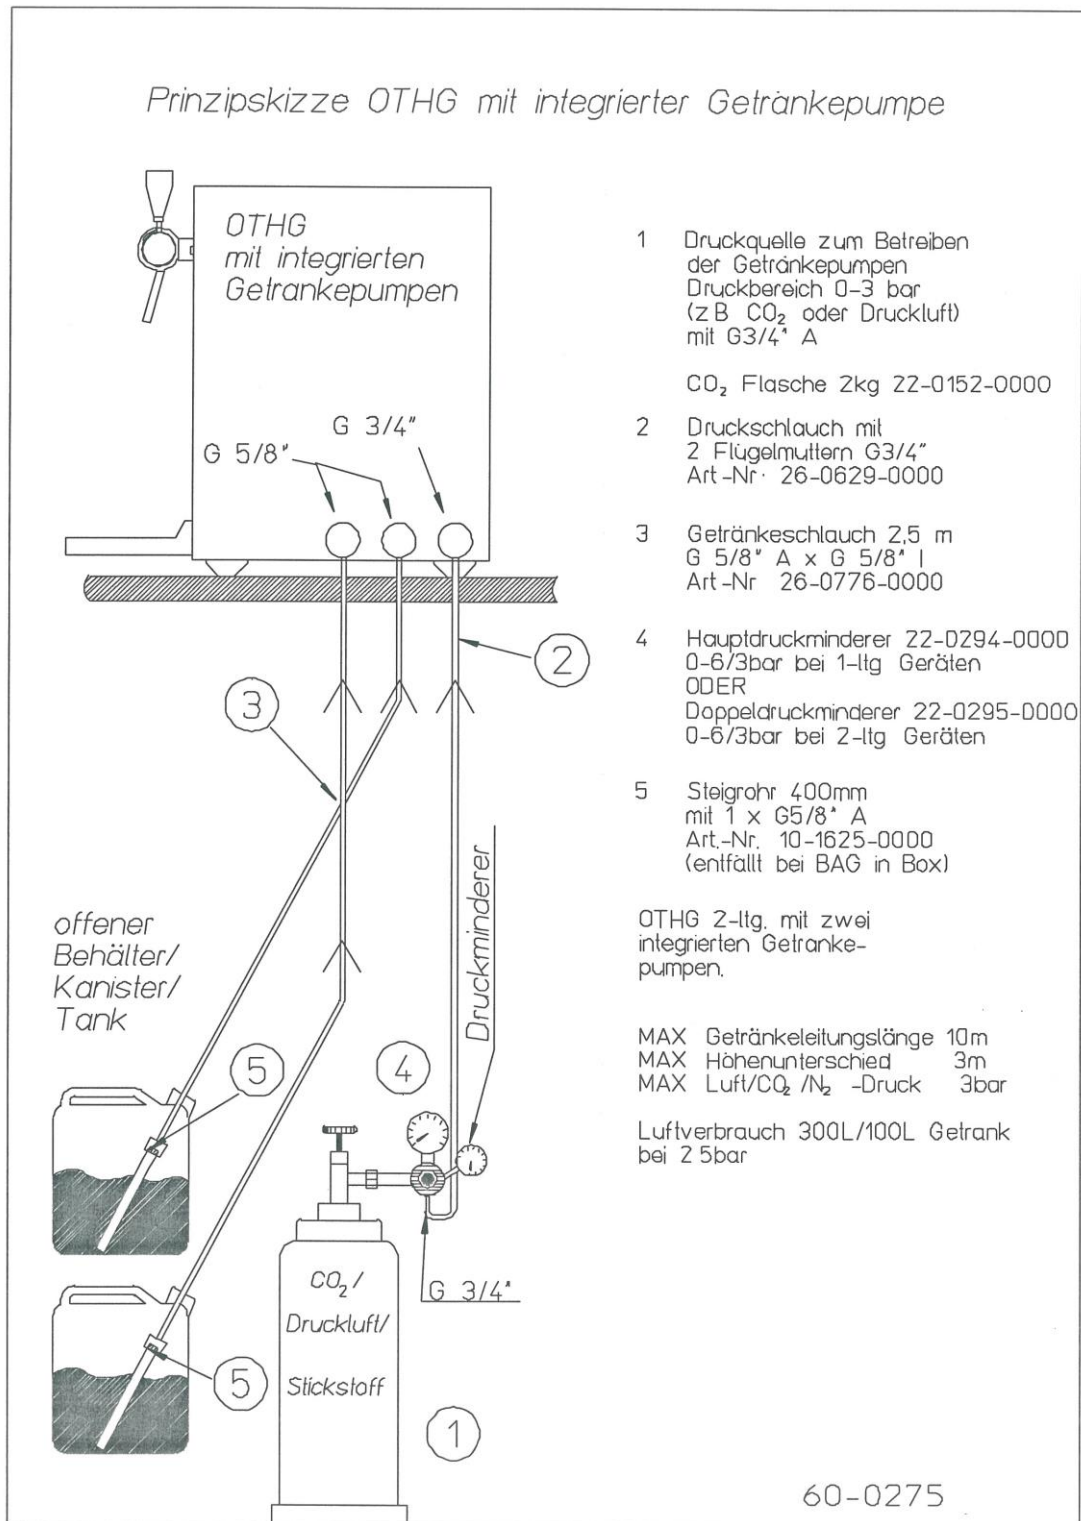 Prinzipskizze OTHG mit integrierter Getränkepumpe
OTHG
mit integrierten
Getrankepumpen
G 3/4"
G 5/8"
2
3
offener
Behälter/
Kanister/
Tank
5
4
Druckminderer
G 3/4"
CO₂/
Druckluft/
Stickstoff
5
1
1 Druckquelle zum Betreiben
der Getränkepumpen
Druckbereich 0-3 bar
(z B CO₂ oder Druckluft)
mit G3/4" A
CO₂ Flasche 2kg 22-0152-0000
2 Druckschlauch mit
2 Flügelmuttern G3/4"
Art-Nr· 26-0629-0000
3 Getränkeschlauch 2,5 m
G 5/8" A x G 5/8" I
Art-Nr 26-0776-0000
4 Hauptdruckminderer 22-0294-0000
0-6/3bar bei 1-ltg Geräten
ODER
Doppeldruckminderer 22-0295-0000
0-6/3bar bei 2-ltg Geräten
5 Steigrohr 400mm
mit 1 x G5/8" A
Art.-Nr. 10-1625-0000
(entfällt bei BAG in Box)
OTHG 2-ltg. mit zwei
integrierten Getranke-
pumpen.
MAX Getränkeleitungslänge 10m
MAX Höhenunterschied 3m
MAX Luft/CO₂/N₂ -Druck 3bar
Luftverbrauch 300L/100L Getrank
bei 2 5bar
60-0275